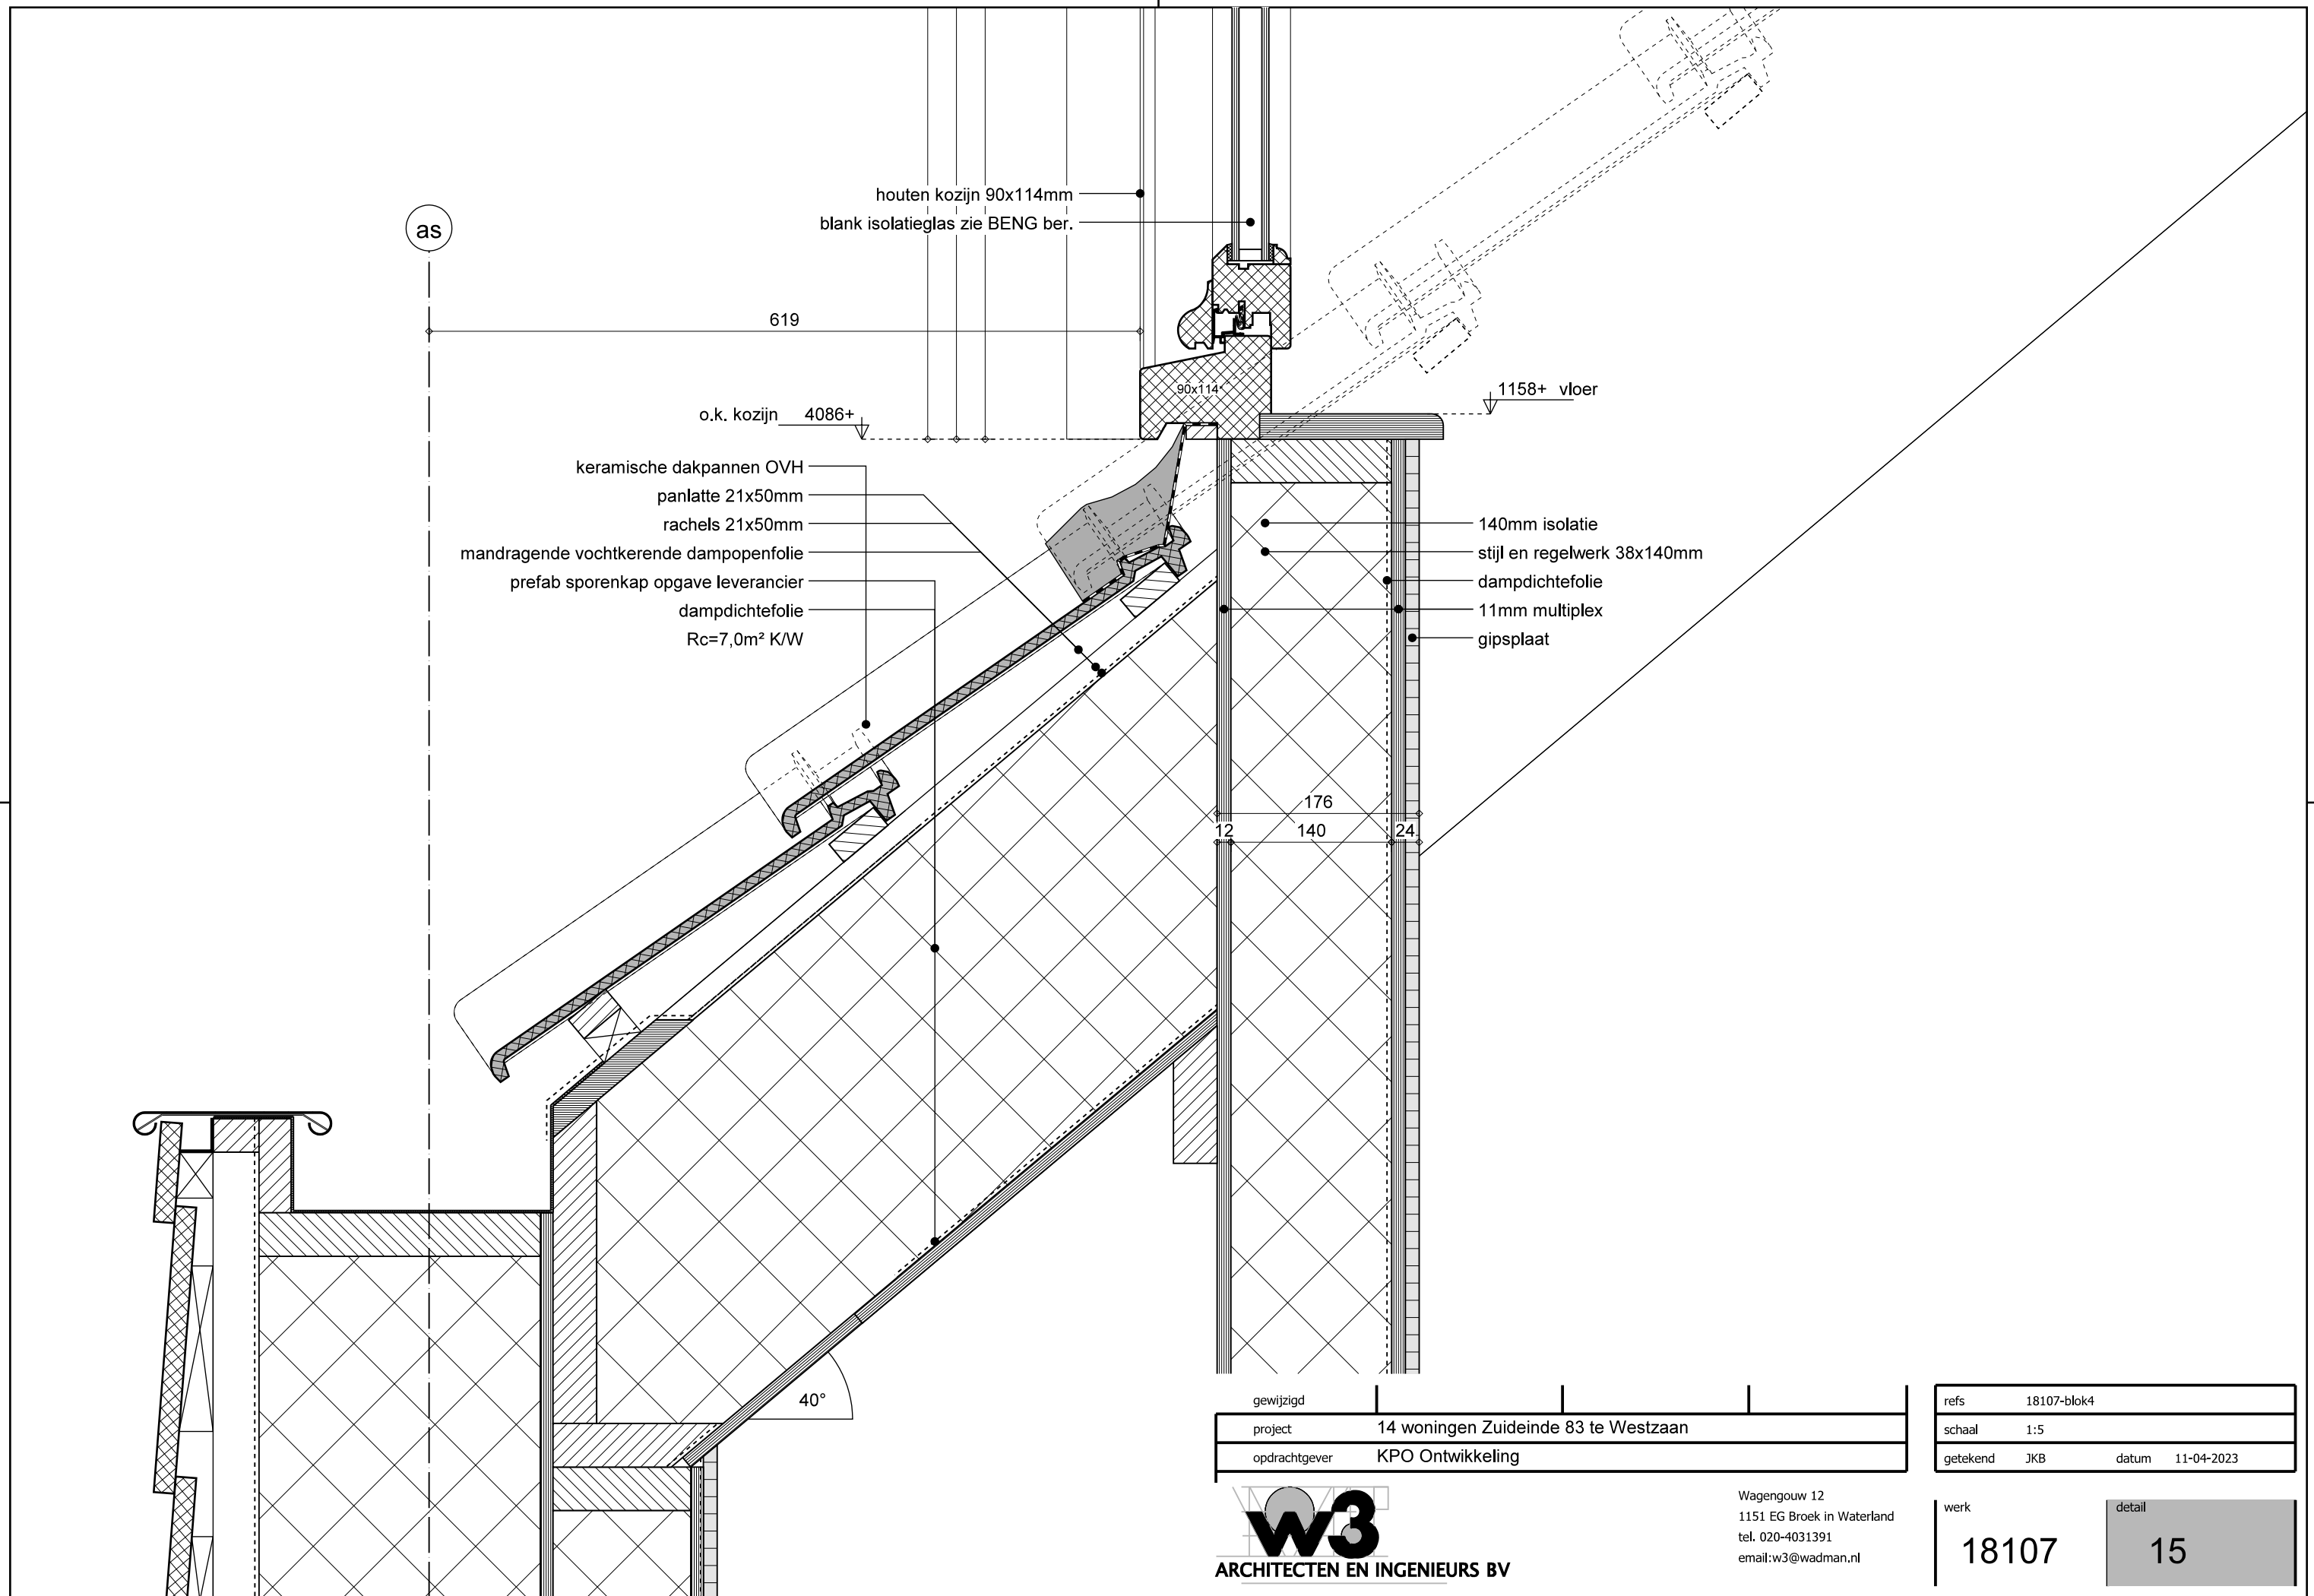 houten kozijn 90x114mm
blank isolatieglas zie BENG ber.
as
619
90x114
1158+ vloer
o.k. kozijn 4086+
keramische dakpannen OVH
panlatte 21x50mm
rachels 21x50mm
mandragende vochtkerende dampopenfolie
prefab sporenkap opgave leverancier
dampdichtefolie
Rc=7,0m² K/W
140mm isolatie
stijl en regelwerk 38x140mm
dampdichtefolie
11mm multiplex
gipsplaat
176
12 140 24
40°
gewijzigd
project 14 woningen Zuideinde 83 te Westzaan
opdrachtgever KPO Ontwikkeling
refs 18107-blok4
schaal 1:5
getekend JKB datum 11-04-2023
w3
ARCHITECTEN EN INGENIEURS BV
Wagengouw 12
1151 EG Broek in Waterland
tel. 020-4031391
email:w3@wadman.nl
werk detail
18107 15